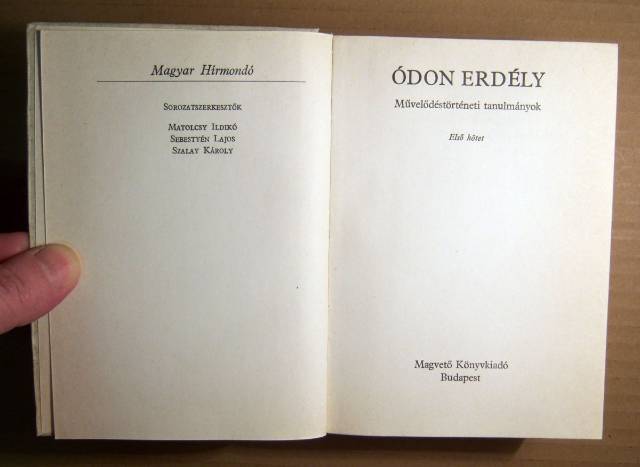 Magyar Hírmondó
SOROZATSZERKESZTŐK
MATOLCSY ILDIKÓ
SEBESTYÉN LAJOS
SZALAY KÁROLY
ÓDON ERDÉLY
Művelődéstörténeti tanulmányok
Első kötet
Magvető Könyvkiadó
Budapest